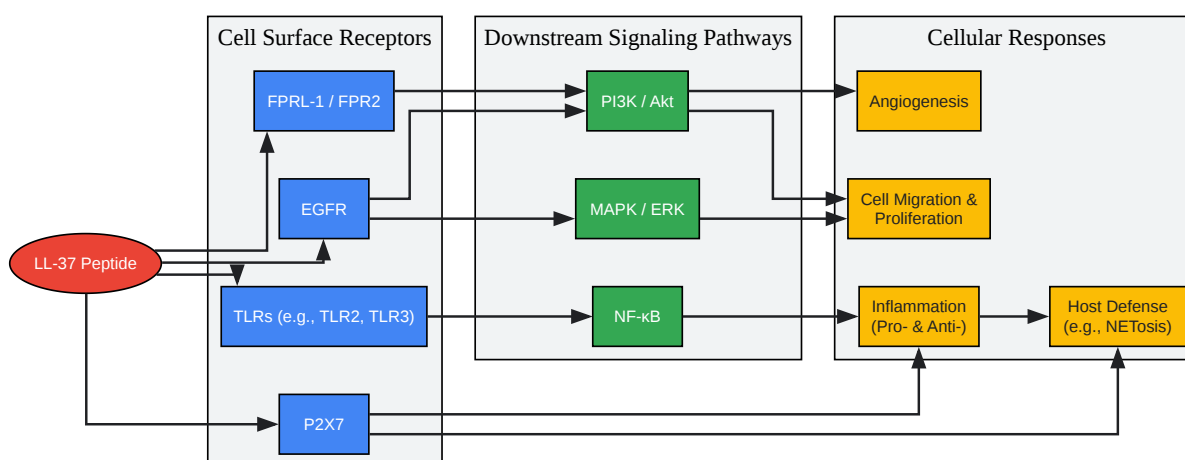 Cell Surface Receptors
Downstream Signaling Pathways
Cellular Responses
FPRL-1 / FPR2
PI3K / Akt
Angiogenesis
EGFR
MAPK / ERK
Cell Migration &
Proliferation
LL-37 Peptide
TLRs (e.g., TLR2, TLR3)
NF-κB
Inflammation
(Pro- & Anti-)
Host Defense
(e.g., NETosis)
P2X7